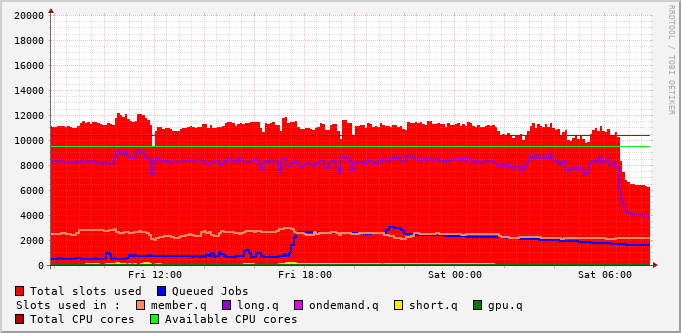 RRDTOOL / TOBI OETIKER
20000
18000
16000
14000
12000
10000
8000
6000
4000
2000
0
Fri 12:00 Fri 18:00 Sat 00:00 Sat 06:00
Total slots used Queued Jobs
Slots used in : member.q long.q ondemand.q short.q gpu.q
Total CPU cores Available CPU cores